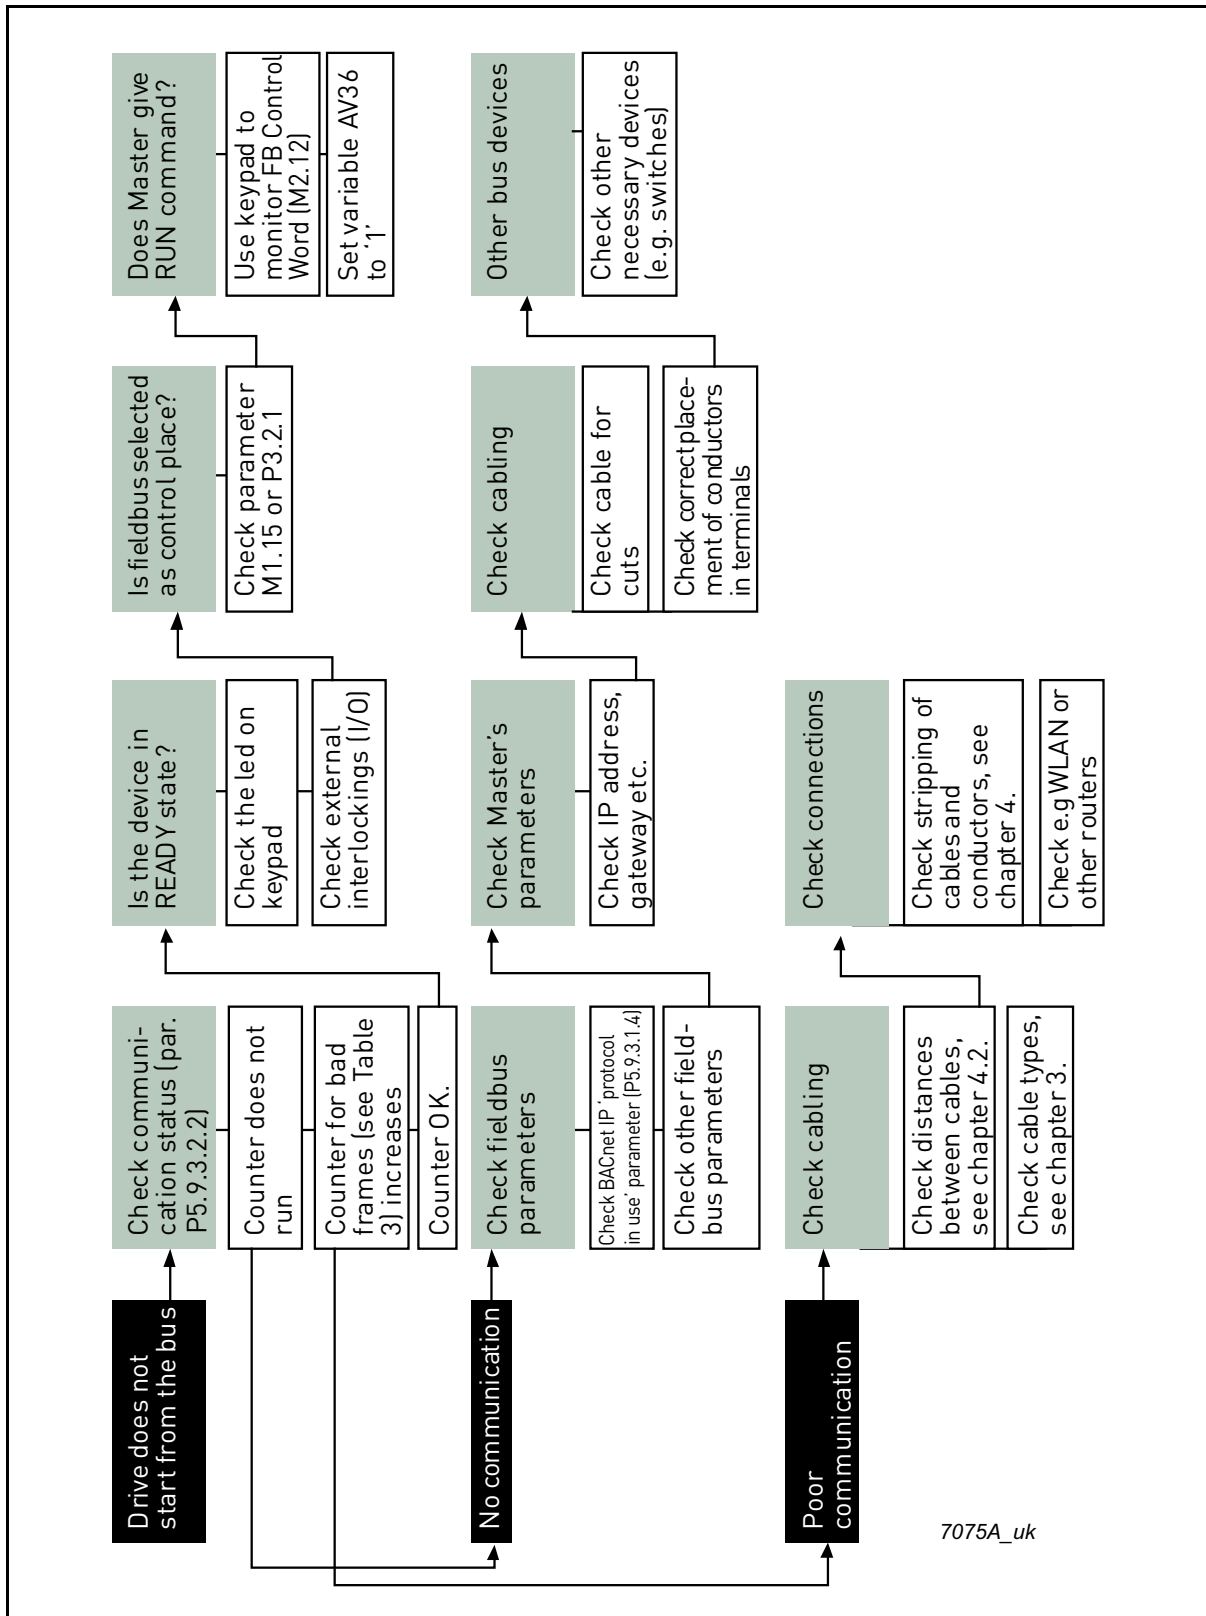 Drive does not
start from the bus
Check communi-
cation status (par.
P5.9.3.2.2)
Counter does not
run
Counter for bad
frames (see Table
3) increases
Counter OK.
Is the device in
READY state?
Check the led on
keypad
Check external
interlockings (I/O)
Is fieldbus selected
as control place?
Check parameter
M1.15 or P3.2.1
Does Master give
RUN command?
Use keypad to
monitor FB Control
Word (M2.12)
Set variable AV36
to ‘1’
No communication
Check fieldbus
parameters
Check BACnet IP ‘protocol
in use’ parameter (P5.9.3.1.4)
Check other field-
bus parameters
Check Master’s
parameters
Check IP address,
gateway etc.
Check cabling
Check cable for
cuts
Check correctplace-
ment of conductors
in terminals
Other bus devices
Check other
necessary devices
(e.g. switches)
Poor
communication
Check cabling
Check distances
between cables,
see chapter 4.2.
Check cable types,
see chapter 3.
Check connections
Check stripping of
cables and
conductors, see
chapter 4.
Check e.g WLAN or
other routers
7075A_uk